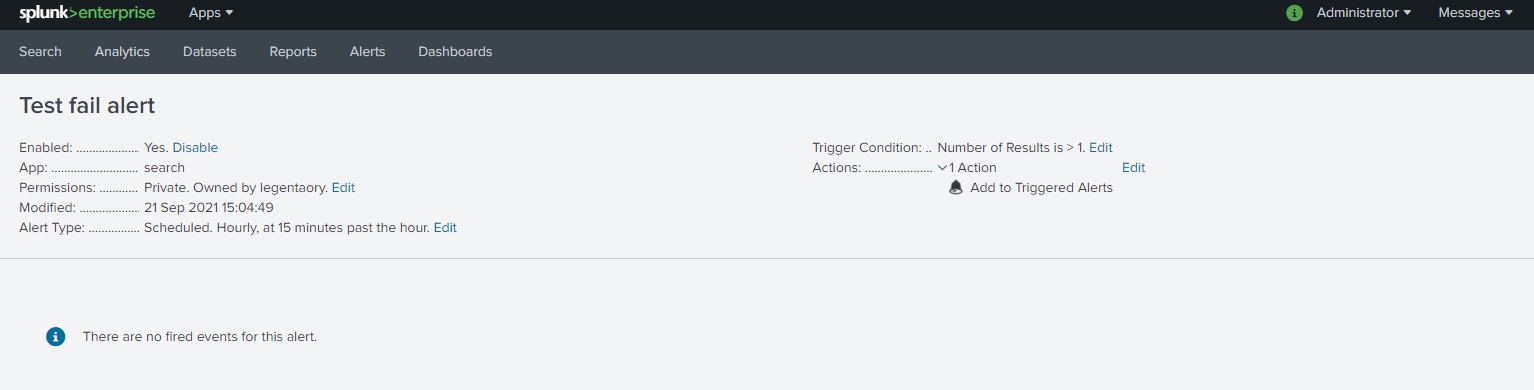 splunk>enterprise Apps Administrator Messages
Search Analytics Datasets Reports Alerts Dashboards
Test fail alert
Enabled: .................... Yes. Disable
App: ........................... search
Permissions: ............ Private. Owned by legentaory. Edit
Modified: ................... 21 Sep 2021 15:04:49
Alert Type: ................ Scheduled. Hourly, at 15 minutes past the hour. Edit
Trigger Condition: .. Number of Results is > 1. Edit
Actions: ..................... 1 Action Edit
Add to Triggered Alerts
There are no fired events for this alert.